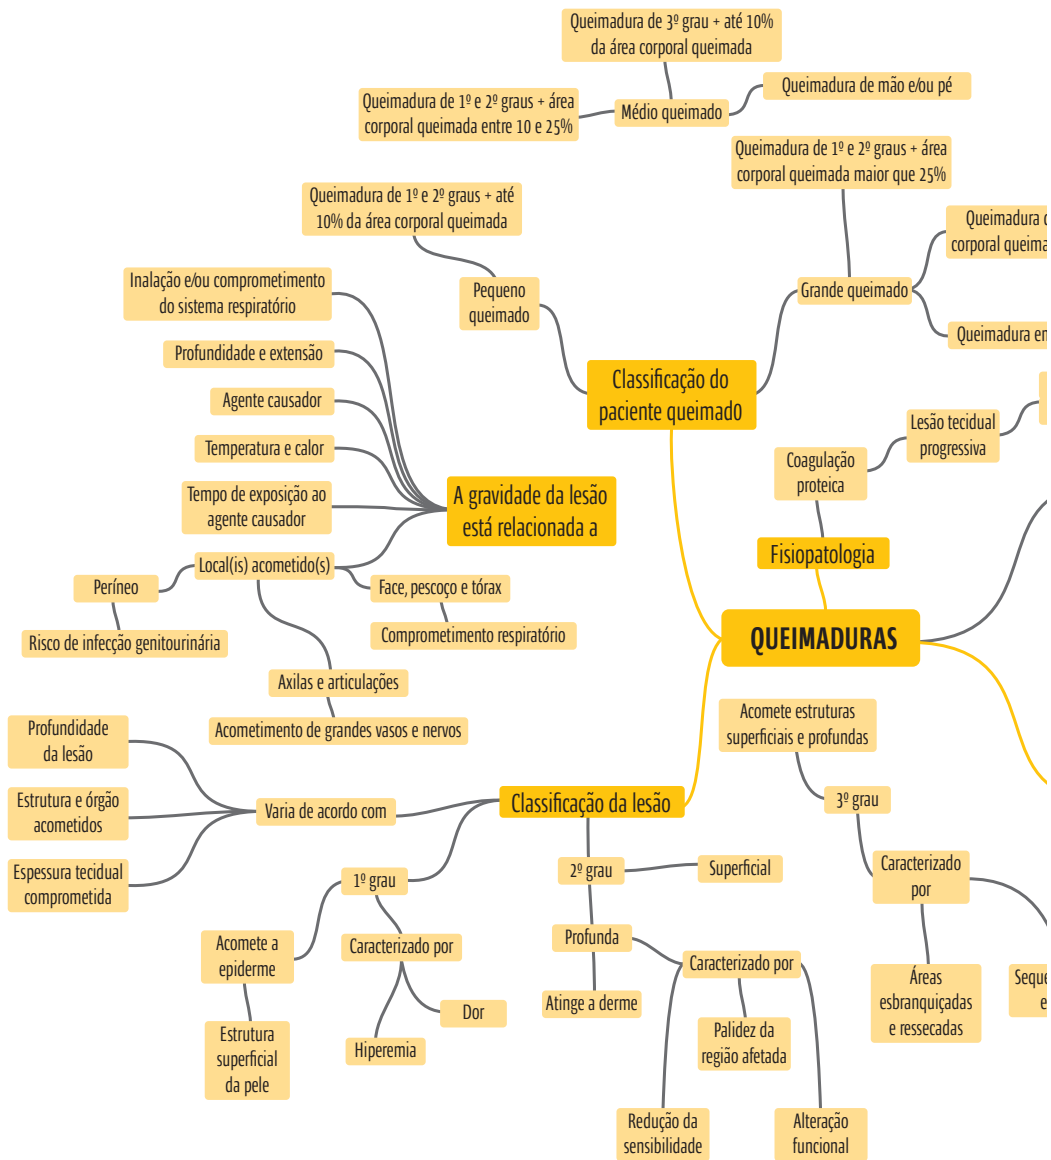 Queimadura de 3º grau + até 10%
da área corporal queimada
Queimadura de mão e/ou pé
Queimadura de 1º e 2º graus + área
corporal queimada entre 10 e 25%
Médio queimado
Queimadura de 1º e 2º graus + área
corporal queimada maior que 25%
Queimadura de 1º e 2º graus + até
10% da área corporal queimada
Queimadura
corporal
Inalação e/ou comprometimento
do sistema respiratório
Pequeno
queimado
Grande queimado
Queimadura
Profundidade e extensão
Classificação do
paciente queimad0
Agente causador
Lesão tecidual
progressiva
Temperatura e calor
Coagulação
proteica
Tempo de exposição ao
agente causador
A gravidade da lesão
está relacionada a
Fisiopatologia
Local(is) acometido(s)
Períneo
Face, pescoço e tórax
Risco de infecção genitourinária
Comprometimento respiratório
QUEIMADURAS
Axilas e articulações
Acometimento de grandes vasos e nervos
Acomete estruturas
superficiais e profundas
Profundidade
da lesão
Estrutura e órgão
acometidos
Espessura tecidual
comprometida
Varia de acordo com
Classificação da lesão
3º grau
1º grau
2º grau
Superficial
Caracterizado
por
Acomete a
epiderme
Caracterizado por
Profunda
Caracterizado por
Estrutura
superficial
da pele
Hiperemia
Dor
Atinge a derme
Palidez da
região afetada
Áreas
esbranquiçadas
e ressecadas
Redução da
sensibilidade
Alteração
funcional